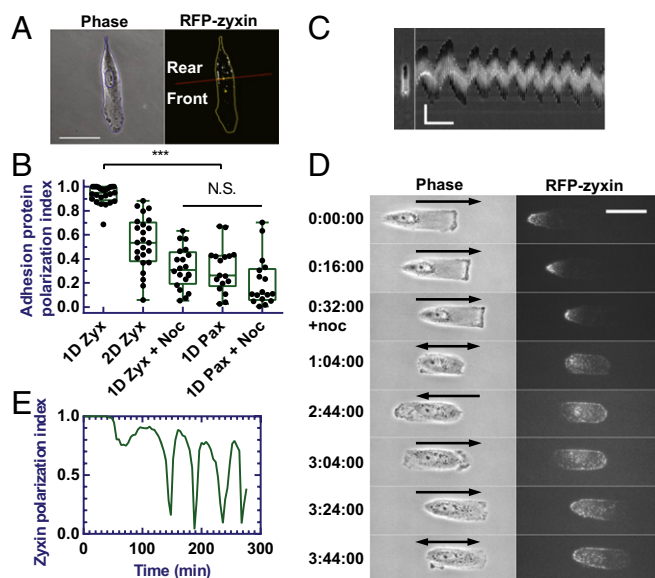 A
Phase
RFP-zyxin
Rear
Front
B
***
N.S.
Adhesion protein
polarization index
1.0
0.8
0.6
0.4
0.2
0.0
1D Zyx
2D Zyx
1D Zyx + Noc
1D Pax
1D Pax + Noc
C
D
Phase
RFP-zyxin
0:00:00
0:16:00
0:32:00
+noc
1:04:00
2:44:00
3:04:00
3:24:00
3:44:00
E
Zyxin polarization index
1.0
0.5
0.0
0
100
200
300
Time (min)